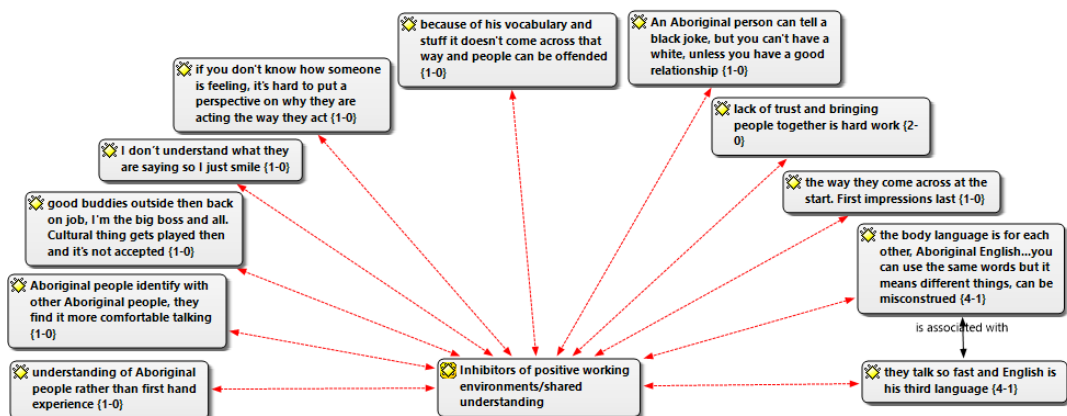 because of his vocabulary and
stuff it doesn't come across that
way and people can be offended
{1-0}
An Aboriginal person can tell a
black joke, but you can't have a
white, unless you have a good
relationship {1-0}
if you don't know how someone
is feeling, it's hard to put a
perspective on why they are
acting the way they act {1-0}
lack of trust and bringing
people together is hard work {2-
0}
I don´t understand what they
are saying so I just smile {1-0}
the way they come across at the
start. First impressions last {1-0}
good buddies outside then back
on job, I'm the big boss and all.
Cultural thing gets played then
and it's not accepted {1-0}
the body language is for each
other, Aboriginal English...you
can use the same words but it
means different things, can be
misconstrued {4-1}
Aboriginal people identify with
other Aboriginal people, they
find it more comfortable talking
{1-0}
is associated with
understanding of Aboriginal
people rather than first hand
experience {1-0}
Inhibitors of positive working
environments/shared
understanding
they talk so fast and English is
his third language {4-1}